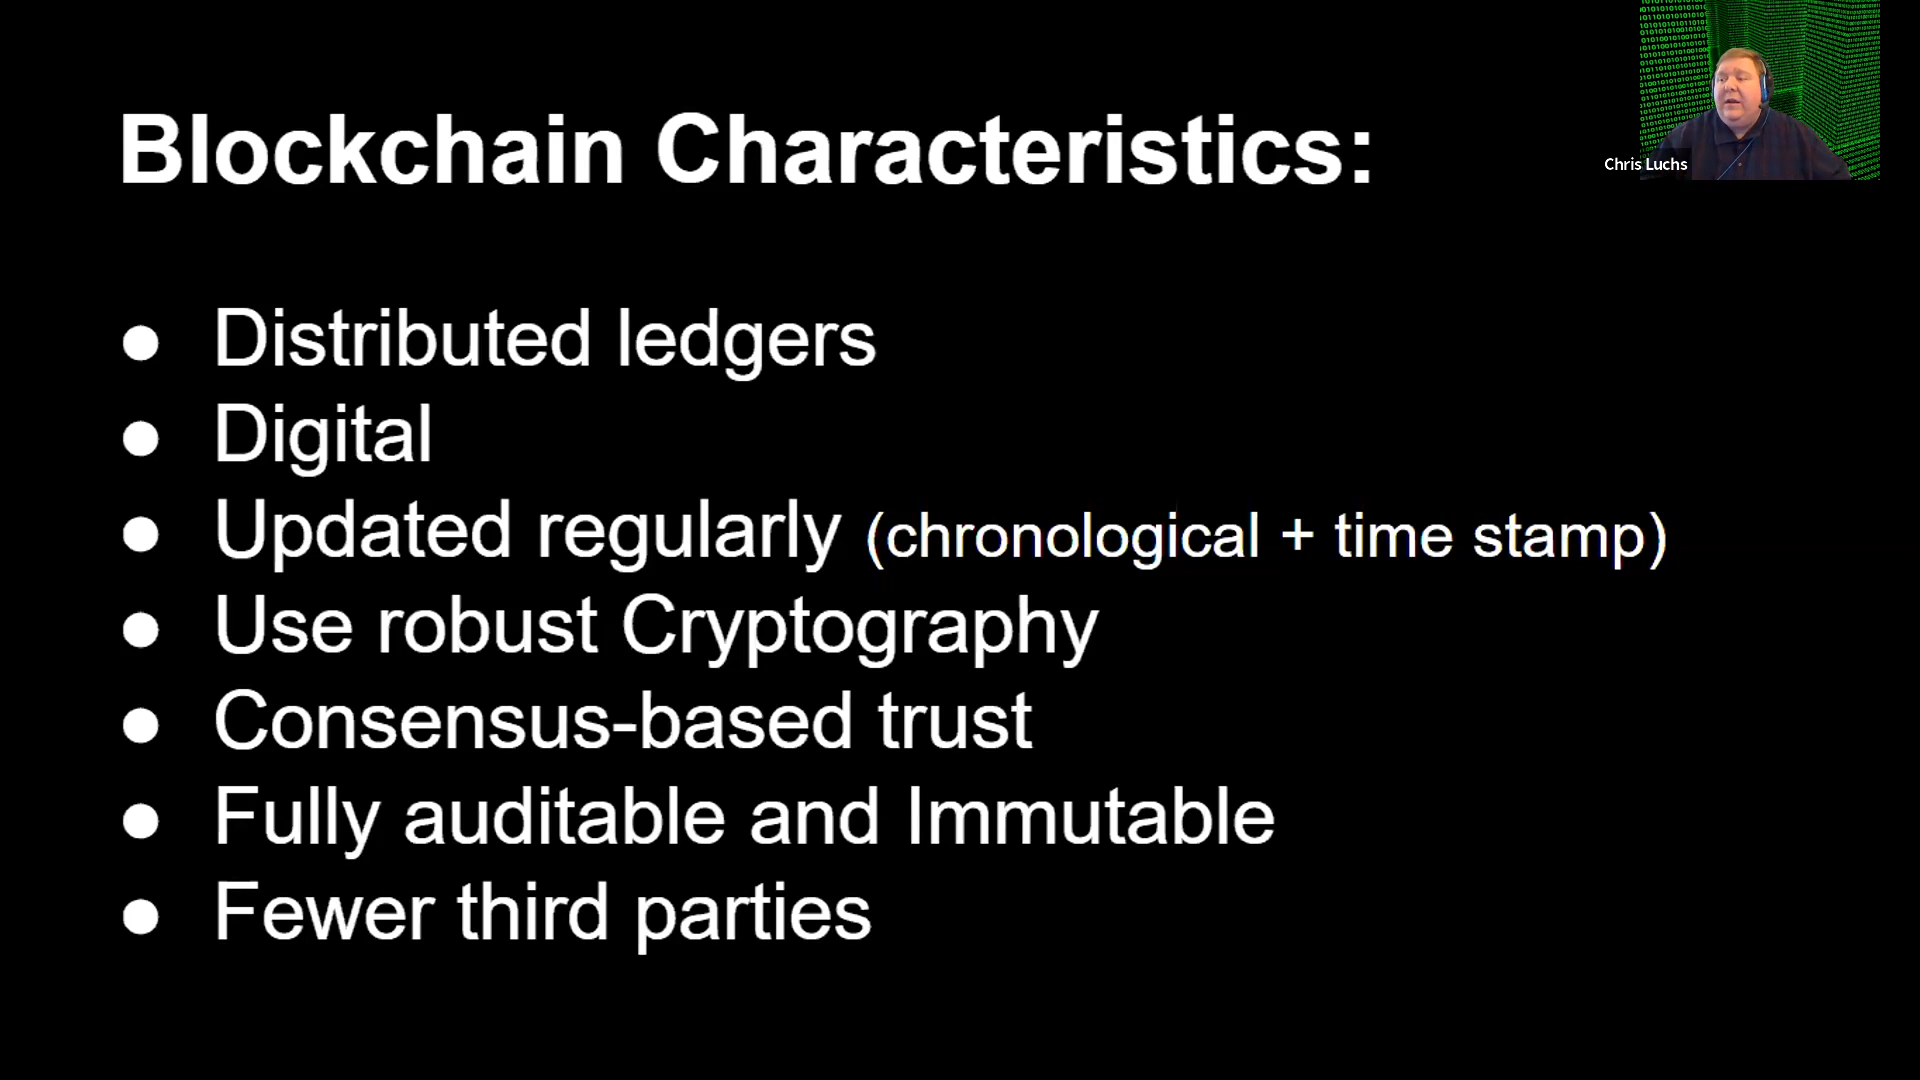 Blockchain Characteristics:
Chris Luchs
● Distributed ledgers
● Digital
● Updated regularly (chronological + time stamp)
● Use robust Cryptography
● Consensus-based trust
● Fully auditable and Immutable
● Fewer third parties